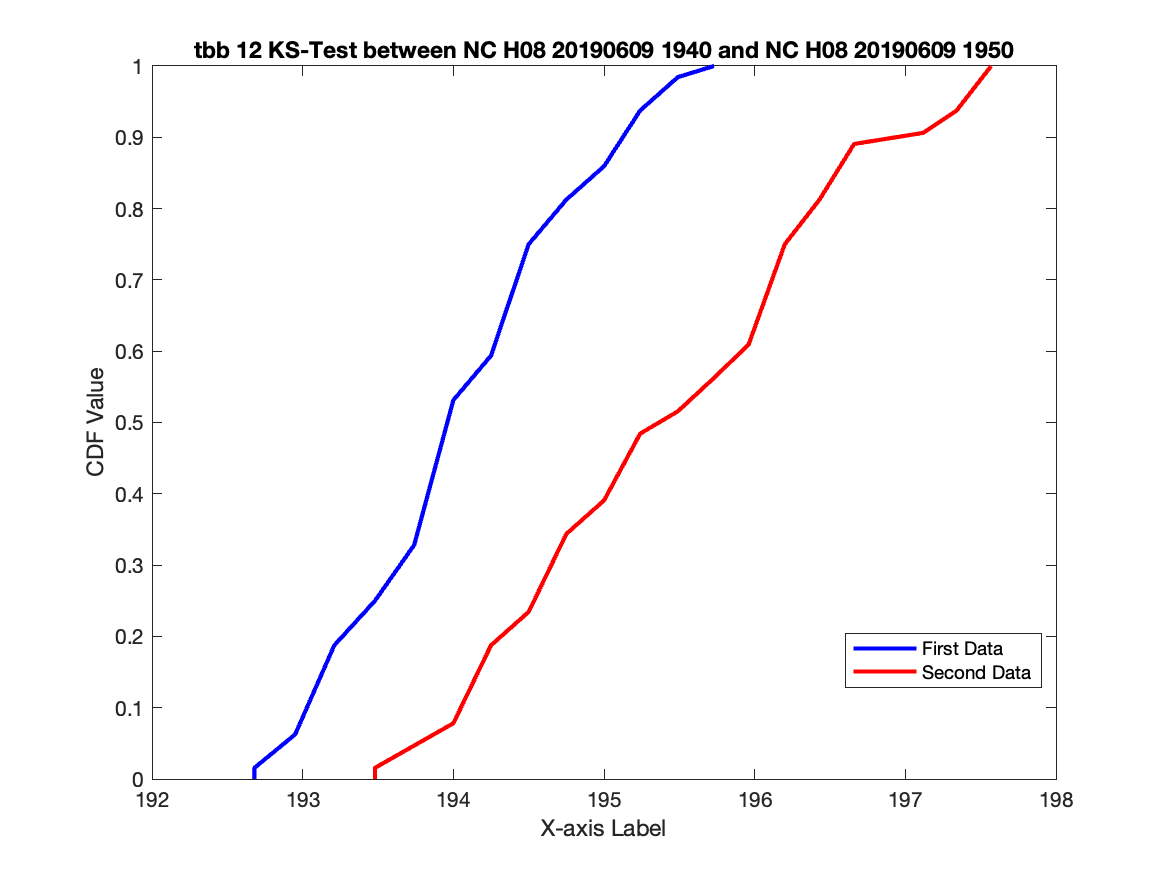 tbb 12 KS-Test between NC H08 20190609 1940 and NC H08 20190609 1950
1
0.9
0.8
0.7
0.6
0.5
0.4
0.3
0.2
0.1
0
CDF Value
First Data
Second Data
192 193 194 195 196 197 198
X-axis Label